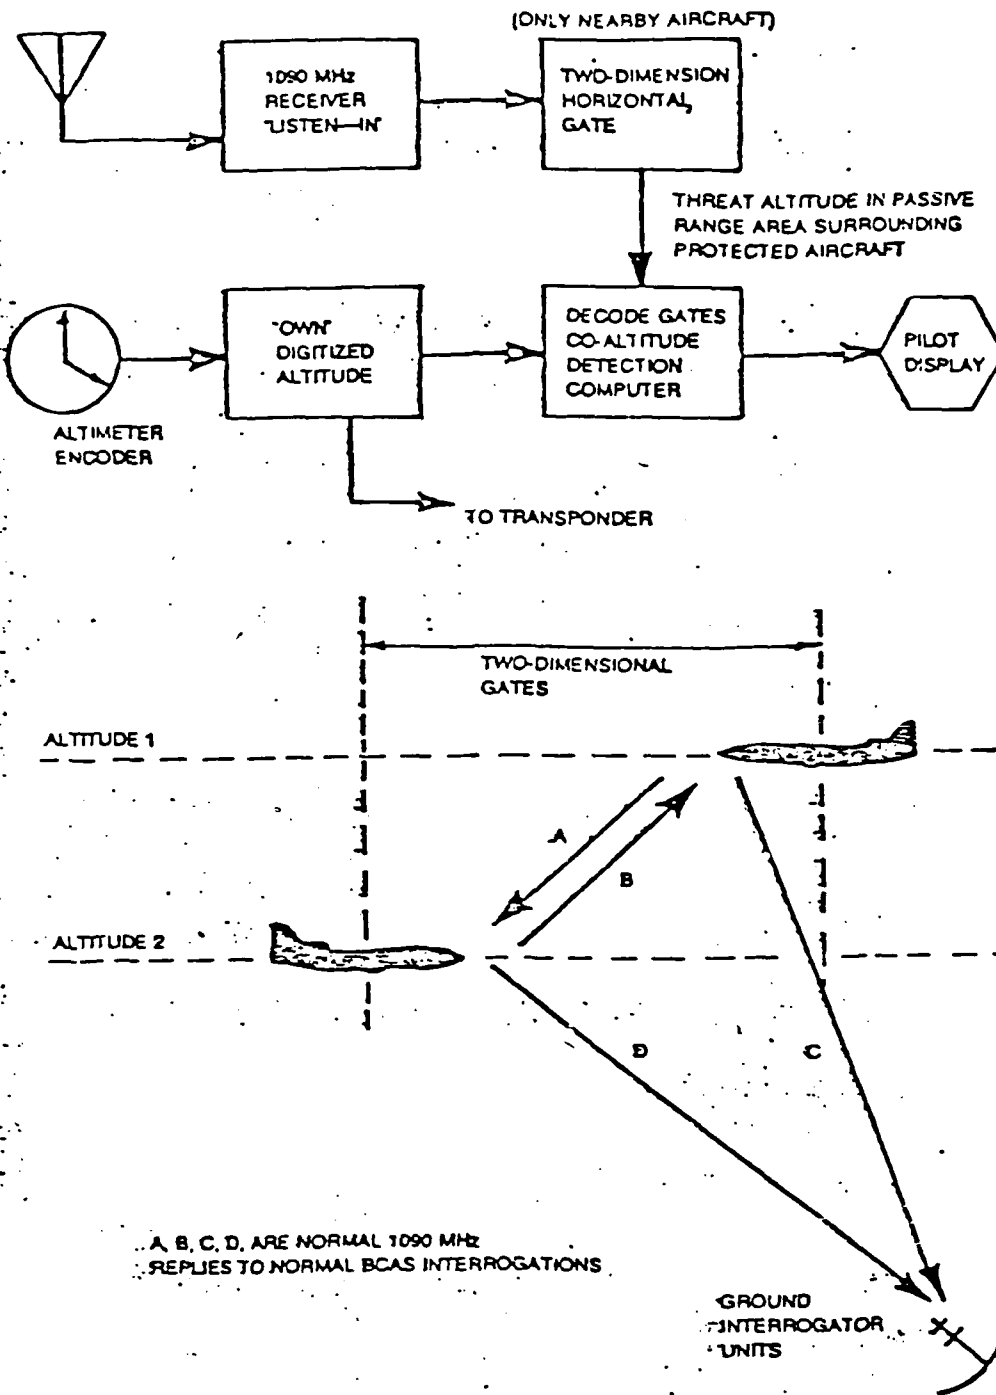 (ONLY NEARBY AIRCRAFT)
1090 MHz
RECEIVER
"LISTEN—IN"
TWO-DIMENSION
HORIZONTAL
GATE
THREAT ALTITUDE IN PASSIVE
RANGE AREA SURROUNDING
PROTECTED AIRCRAFT
"OWN"
DIGITIZED
ALTITUDE
DECODE GATES
CO-ALTITUDE
DETECTION
COMPUTER
PILOT
DISPLAY
ALTIMETER
ENCODER
TO TRANSPONDER
TWO-DIMENSIONAL
GATES
ALTITUDE 1
A
B
ALTITUDE 2
D
C
A, B, C, D, ARE NORMAL 1090 MHz
REPLIES TO NORMAL BCAS INTERROGATIONS
GROUND
INTERROGATOR
UNITS